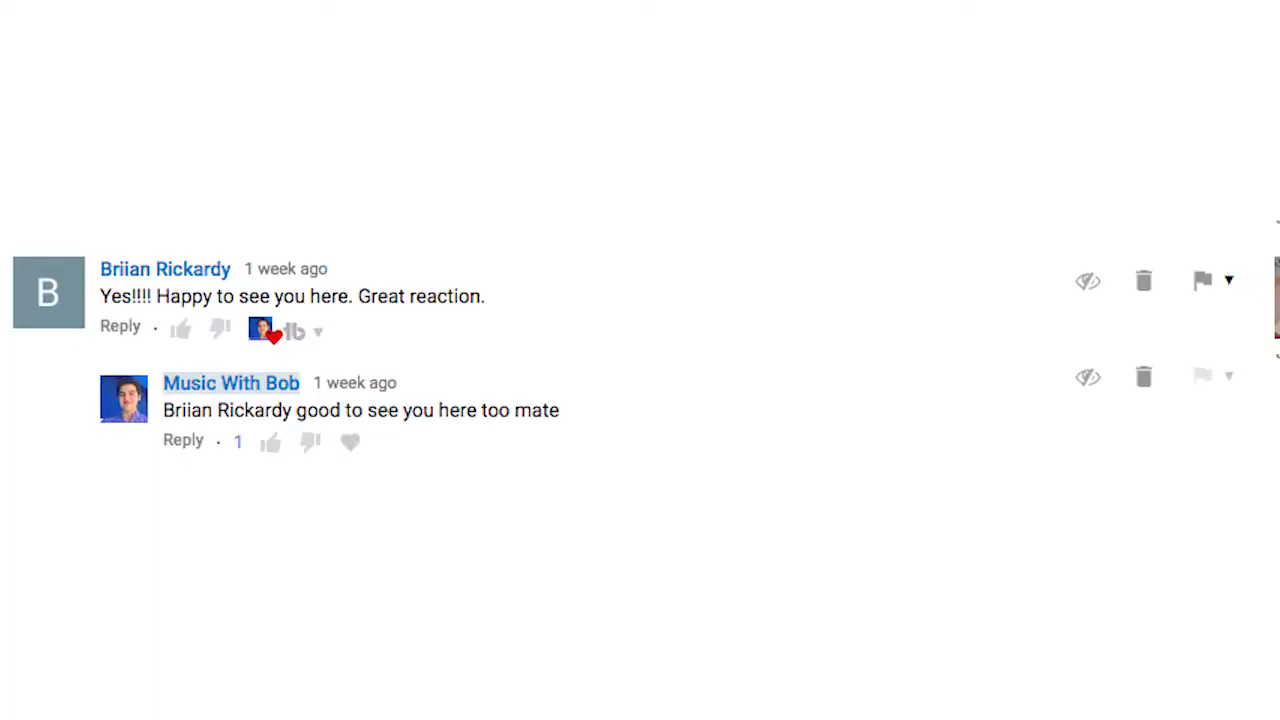 B
Briian Rickardy 1 week ago
Yes!!!! Happy to see you here. Great reaction.
Reply · tb ▼
Music With Bob 1 week ago
Briian Rickardy good to see you here too mate
Reply · 1